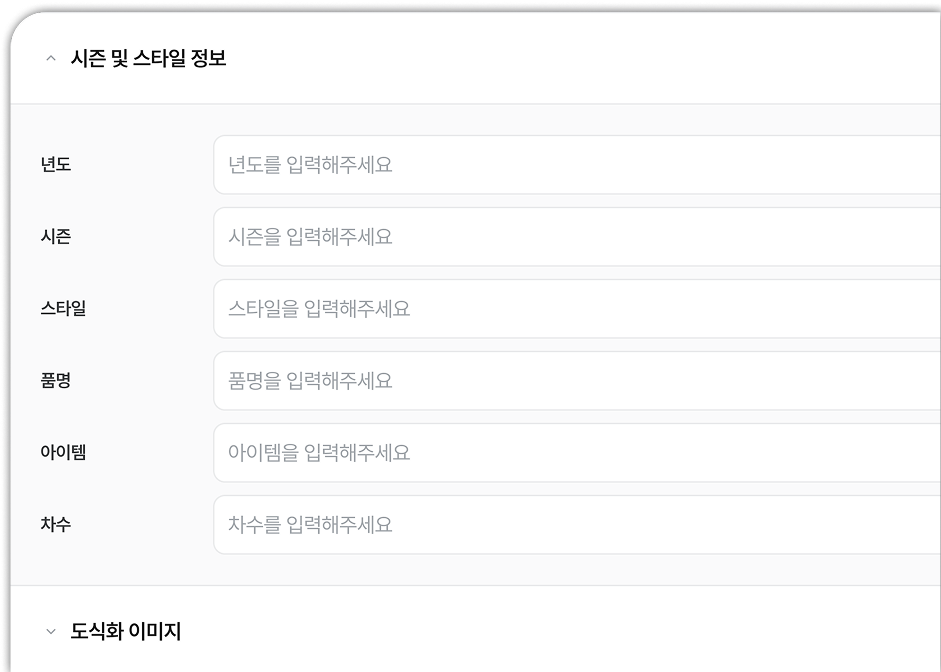 시즌 및 스타일 정보
년도
년도를 입력해주세요
시즌
시즌을 입력해주세요
스타일
스타일을 입력해주세요
품명
품명을 입력해주세요
아이템
아이템을 입력해주세요
차수
차수를 입력해주세요
도식화 이미지